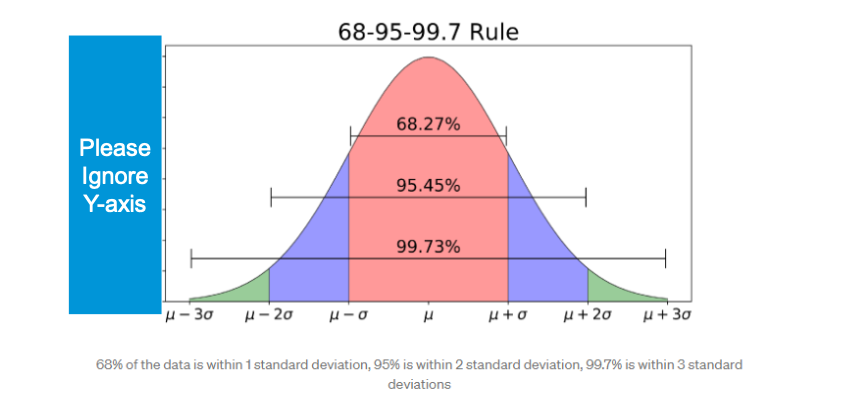 68-95-99.7 Rule
Please
Ignore
Y-axis
68.27%
95.45%
99.73%
μ − 3σ μ − 2σ μ − σ μ μ + σ μ + 2σ μ + 3σ
68% of the data is within 1 standard deviation, 95% is within 2 standard deviation, 99.7% is within 3 standard
deviations